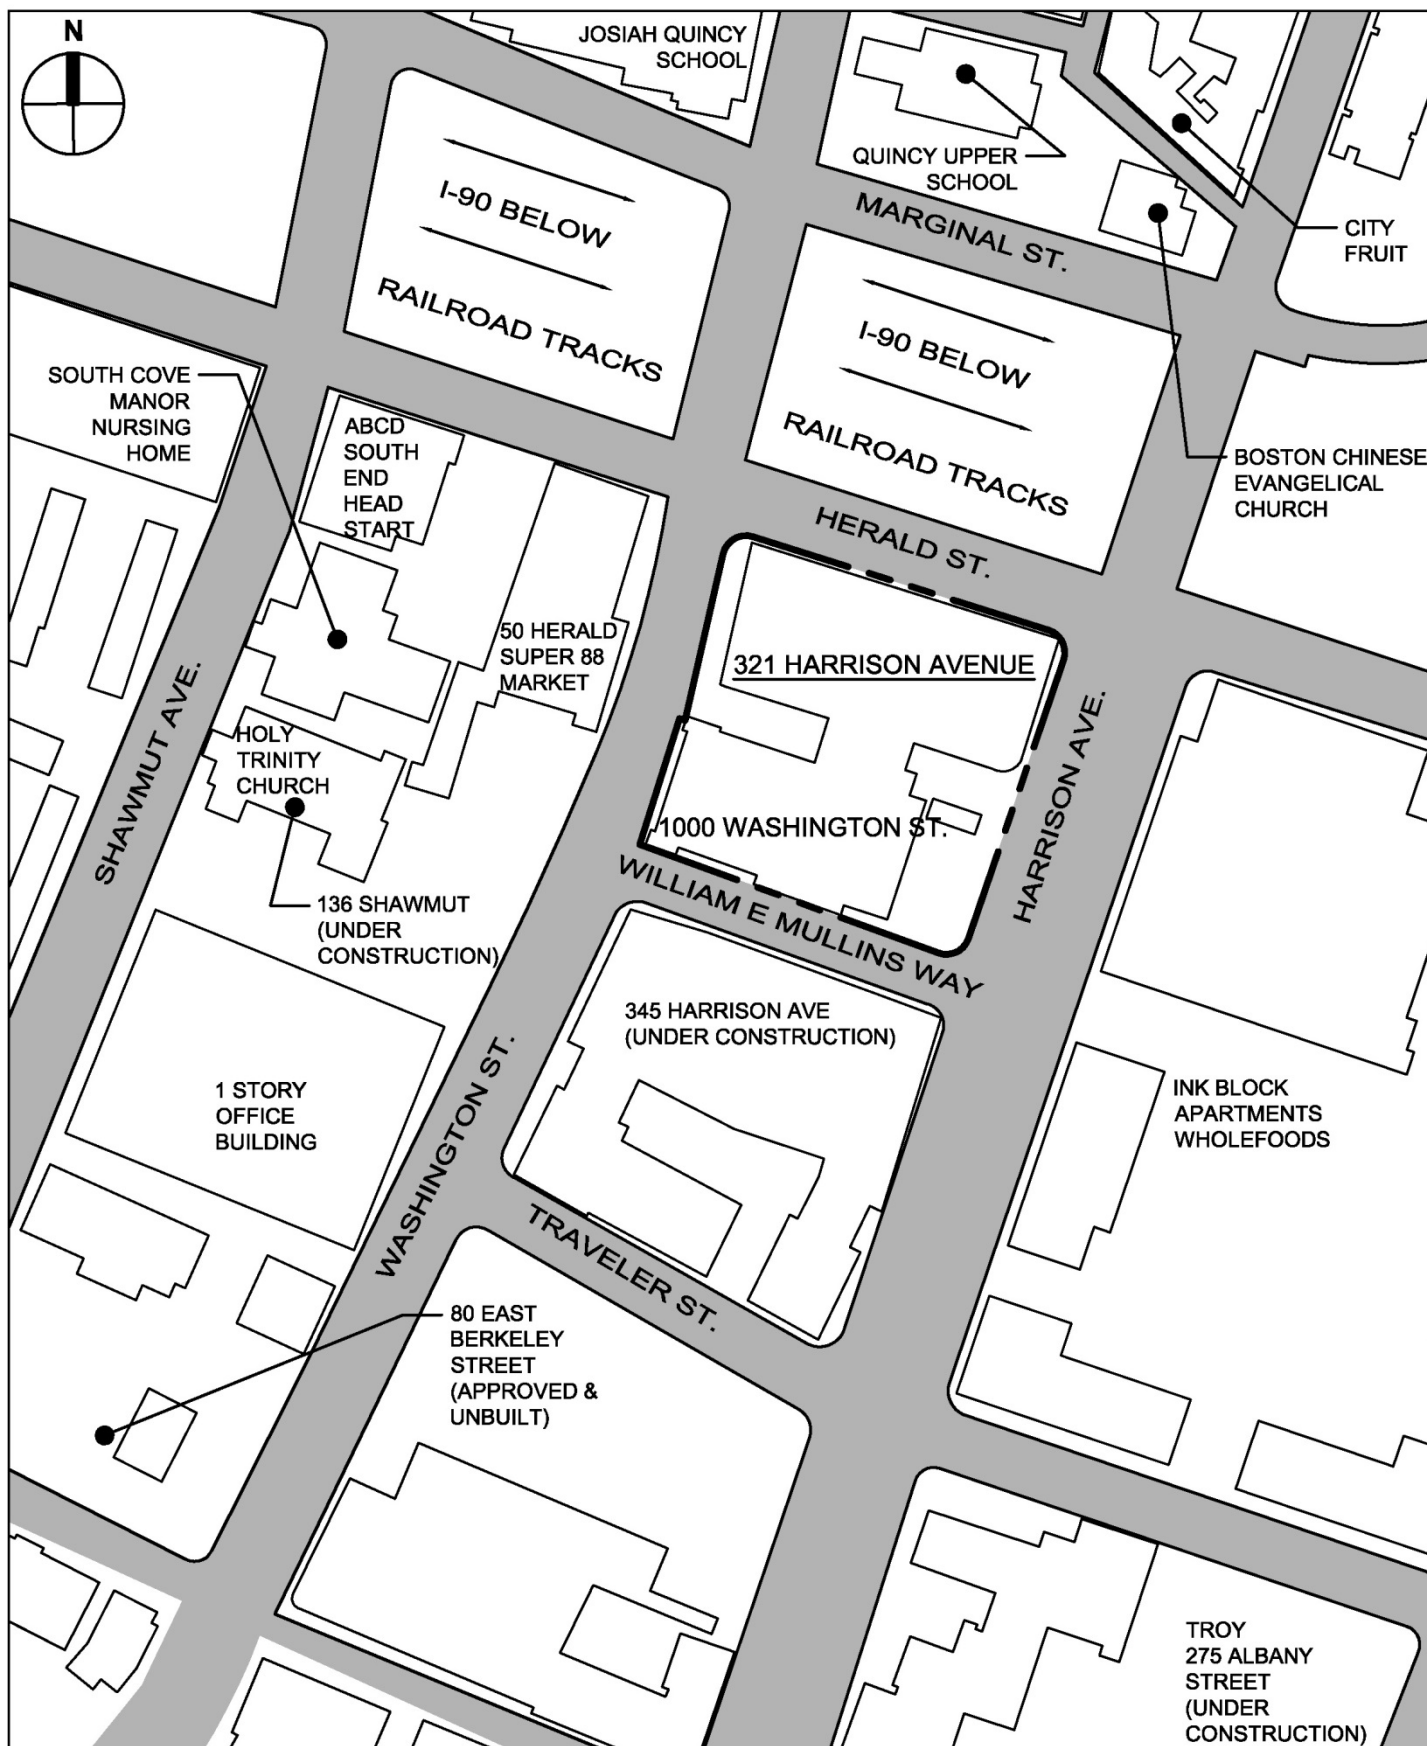 N
JOSIAH QUINCY
SCHOOL
QUINCY UPPER
SCHOOL
CITY
FRUIT
MARGINAL ST.
I-90 BELOW
RAILROAD TRACKS
I-90 BELOW
RAILROAD TRACKS
SOUTH COVE
MANOR
NURSING
HOME
ABCD
SOUTH
END
HEAD
START
BOSTON CHINESE
EVANGELICAL
CHURCH
HERALD ST.
50 HERALD
SUPER 88
MARKET
321 HARRISON AVENUE
SHAWMUT AVE.
HOLY
TRINITY
CHURCH
HARRISON AVE.
1000 WASHINGTON ST.
WILLIAM E MULLINS WAY
136 SHAWMUT
(UNDER
CONSTRUCTION)
345 HARRISON AVE
(UNDER CONSTRUCTION)
1 STORY
OFFICE
BUILDING
WASHINGTON ST.
INK BLOCK
APARTMENTS
WHOLEFOODS
TRAVELER ST.
80 EAST
BERKELEY
STREET
(APPROVED &
UNBUILT)
TROY
275 ALBANY
STREET
(UNDER
CONSTRUCTION)